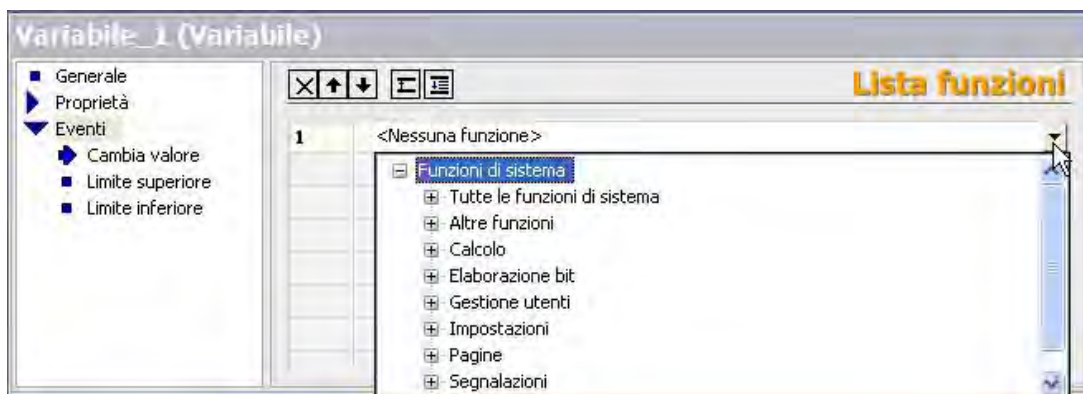 Variabile_1 (Variabile)
Generale
Proprietà
Eventi
Cambia valore
Limite superiore
Limite inferiore
Lista funzioni
1 <Nessuna funzione>
Funzioni di sistema
Tutte le funzioni di sistema
Altre funzioni
Calcolo
Elaborazione bit
Gestione utenti
Impostazioni
Pagine
Segnalazioni